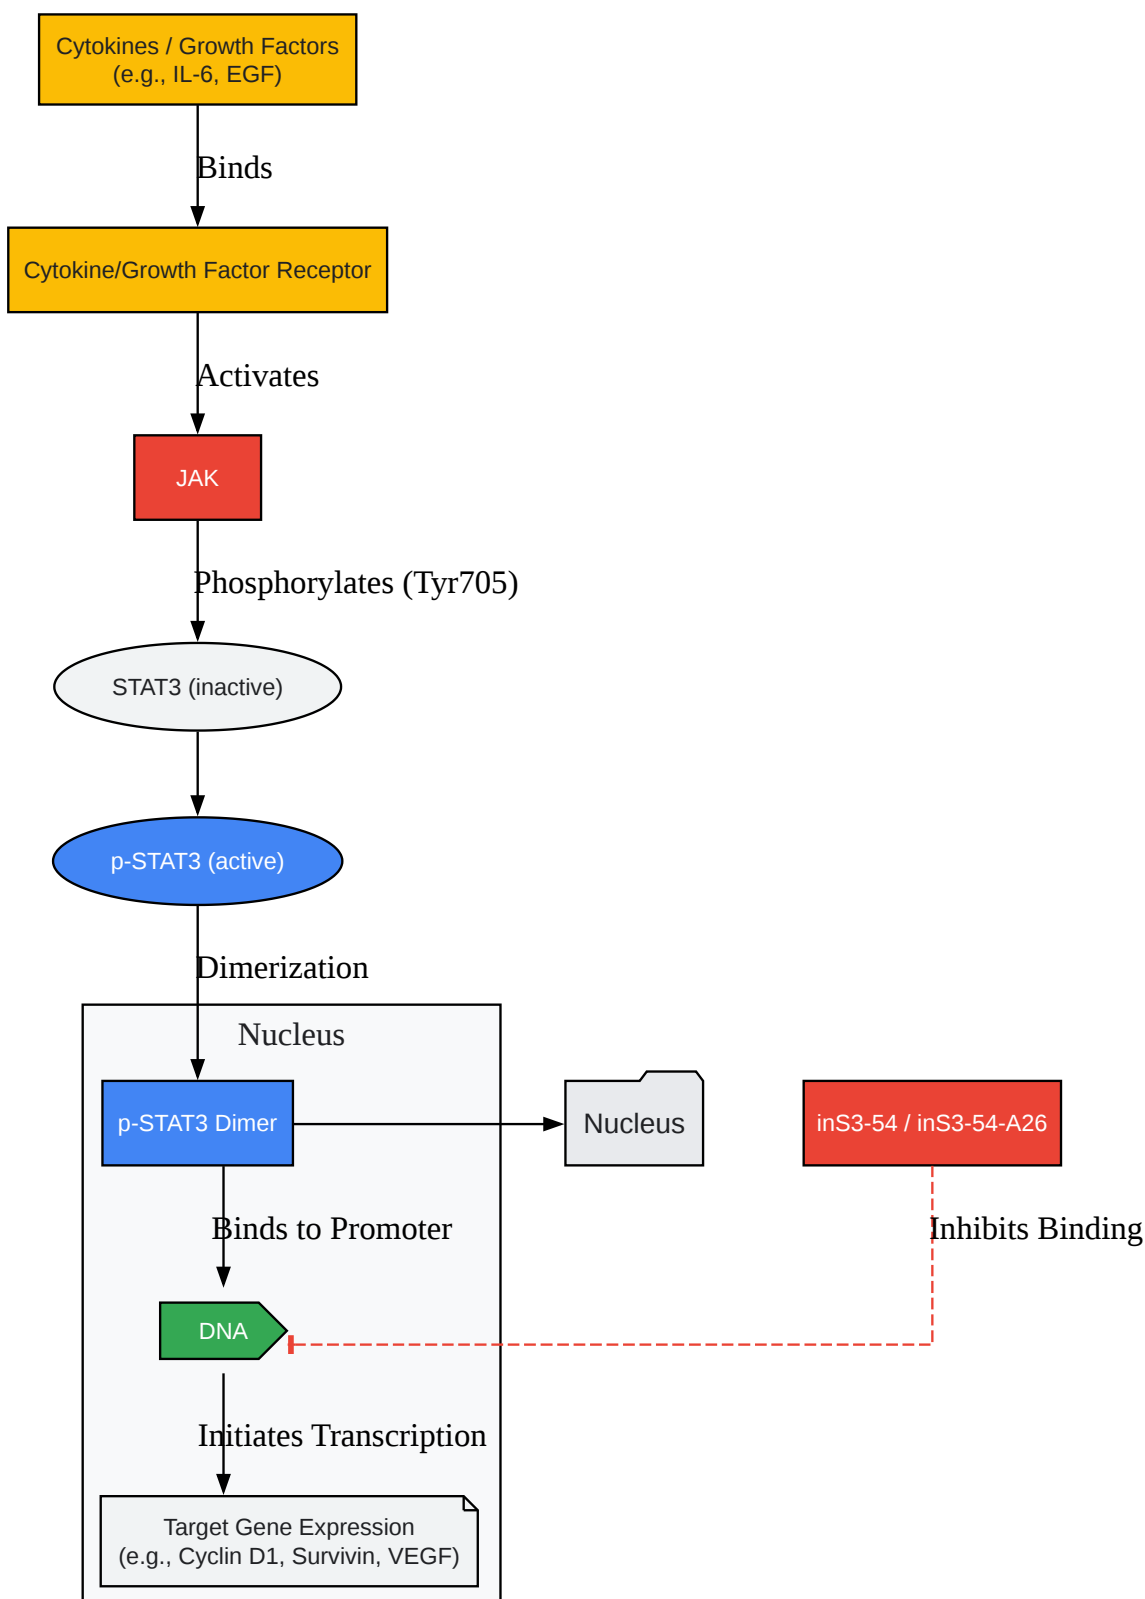 Cytokines / Growth Factors
(e.g., IL-6, EGF)
Binds
Cytokine/Growth Factor Receptor
Activates
JAK
Phosphorylates (Tyr705)
STAT3 (inactive)
p-STAT3 (active)
Dimerization
Nucleus
p-STAT3 Dimer
Nucleus
inS3-54 / inS3-54-A26
Binds to Promoter
Inhibits Binding
DNA
Initiates Transcription
Target Gene Expression
(e.g., Cyclin D1, Survivin, VEGF)